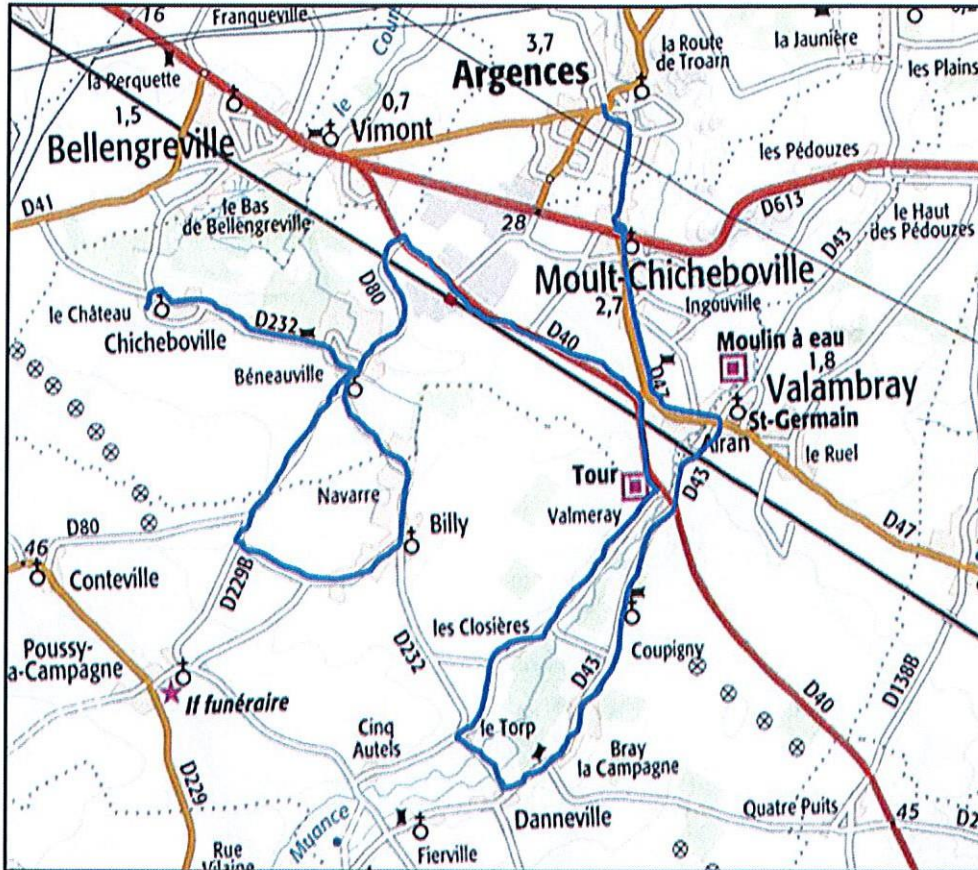 16
Franqueville
3,7
la Route
de Troarn
la Jaunière
les Plains
la Perquette
Argences
1,5
0,7
le
Vimont
Bellengreville
les Pédouzes
D41
le Bas
de Bellengreville
28
D613
D43
le Haut
des Pédouzes
D80
Moult-Chicheboville
Ingouville
2,7
le Château
Chicheboville
D232
D40
Moulin à eau
1,8
Béneauville
D47
Valambray
St-Germain
Airan
le Ruel
Tour
D43
Navarre
Valmeray
Billy
D80
D47
46
Conteville
D229B
les Closières
Poussy-
a-Campagne
D232
D43
Coupigny
D138B
If funéraire
D40
Cinq
Autels
le Torp
Bray
la Campagne
D229
Quatre Puits
45
Danneville
Muance
Rue
Vilaine
Fierville